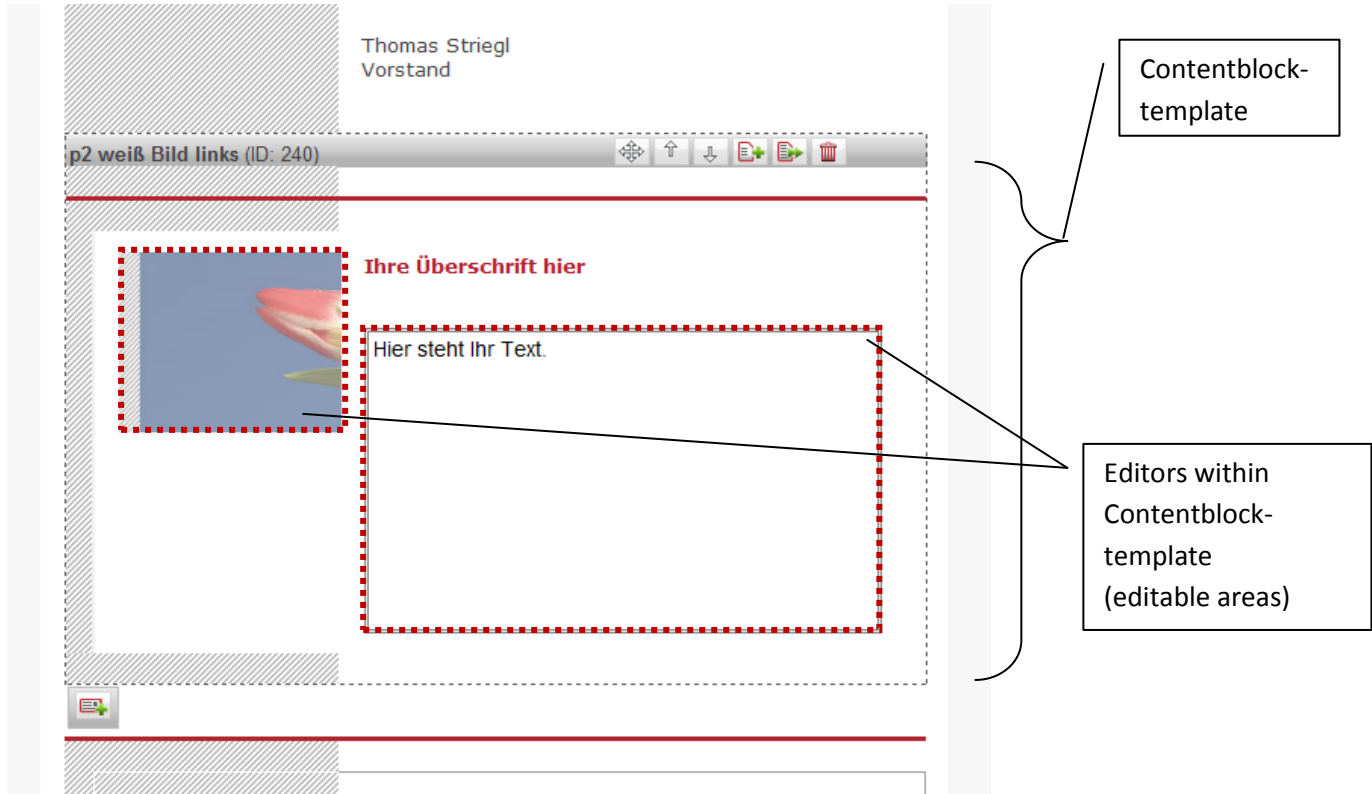 Thomas Striegl
Vorstand
Contentblock-
template
p2 weiß Bild links (ID: 240)
Ihre Überschrift hier
Hier steht Ihr Text.
Editors within
Contentblock-
template
(editable areas)